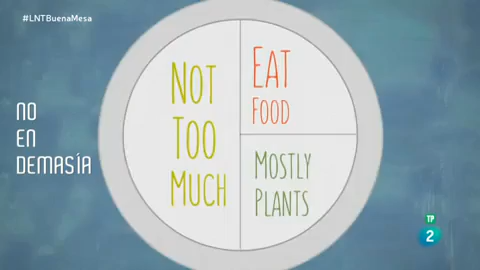 #LNTBuenaMesa
NO
EN
DEMASÍA
NOT
TOO
MUCH
EAT
FOOD
MOSTLY
PLANTS
TP
2